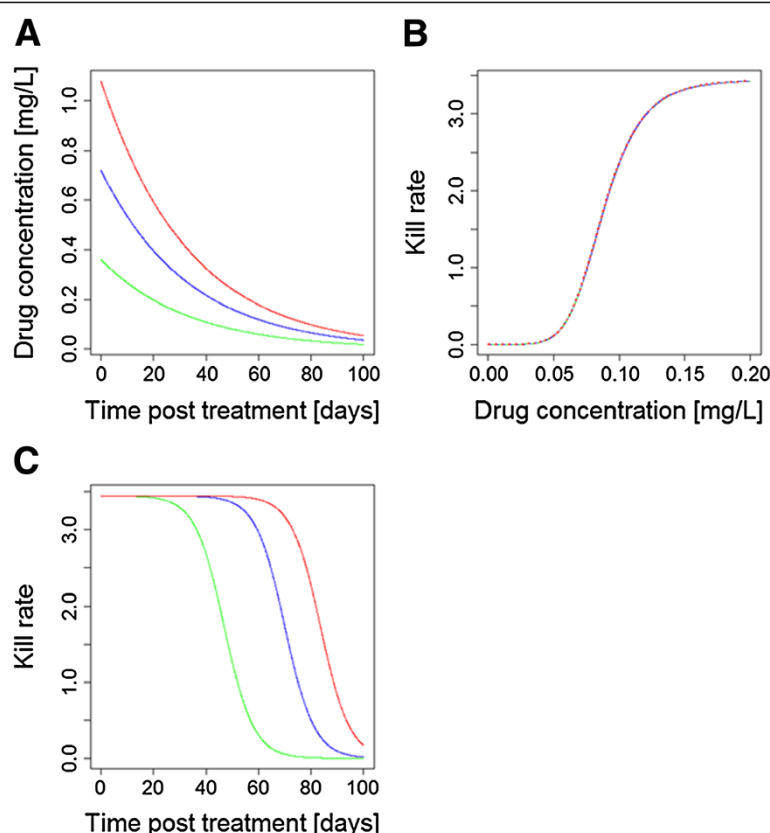 A
Drug concentration [mg/L]
0.0 0.2 0.4 0.6 0.8 1.0
0 20 40 60 80 100
Time post treatment [days]
B
Kill rate
0.0 1.0 2.0 3.0
0.00 0.05 0.10 0.15 0.20
Drug concentration [mg/L]
C
Kill rate
0.0 1.0 2.0 3.0
0 20 40 60 80 100
Time post treatment [days]